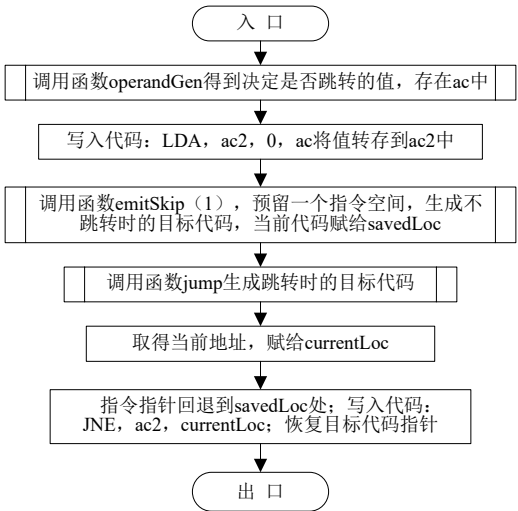 入 口
调用函数operandGen得到决定是否跳转的值，存在ac中
写入代码：LDA，ac2，0，ac将值转存到ac2中
调用函数emitSkip（1），预留一个指令空间，生成不
跳转时的目标代码，当前代码赋给savedLoc
调用函数jump生成跳转时的目标代码
取得当前地址，赋给currentLoc
指令指针回退到savedLoc处；写入代码：
JNE，ac2，currentLoc；恢复目标代码指针
出 口